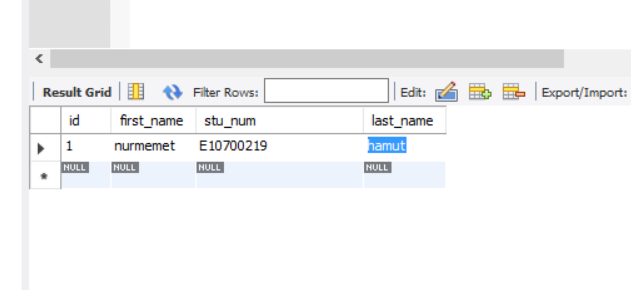 Result Grid Filter Rows: Edit: Export/Import:
id first_name stu_num last_name
1 nurmemet E10700219 hamut
NULL NULL NULL NULL